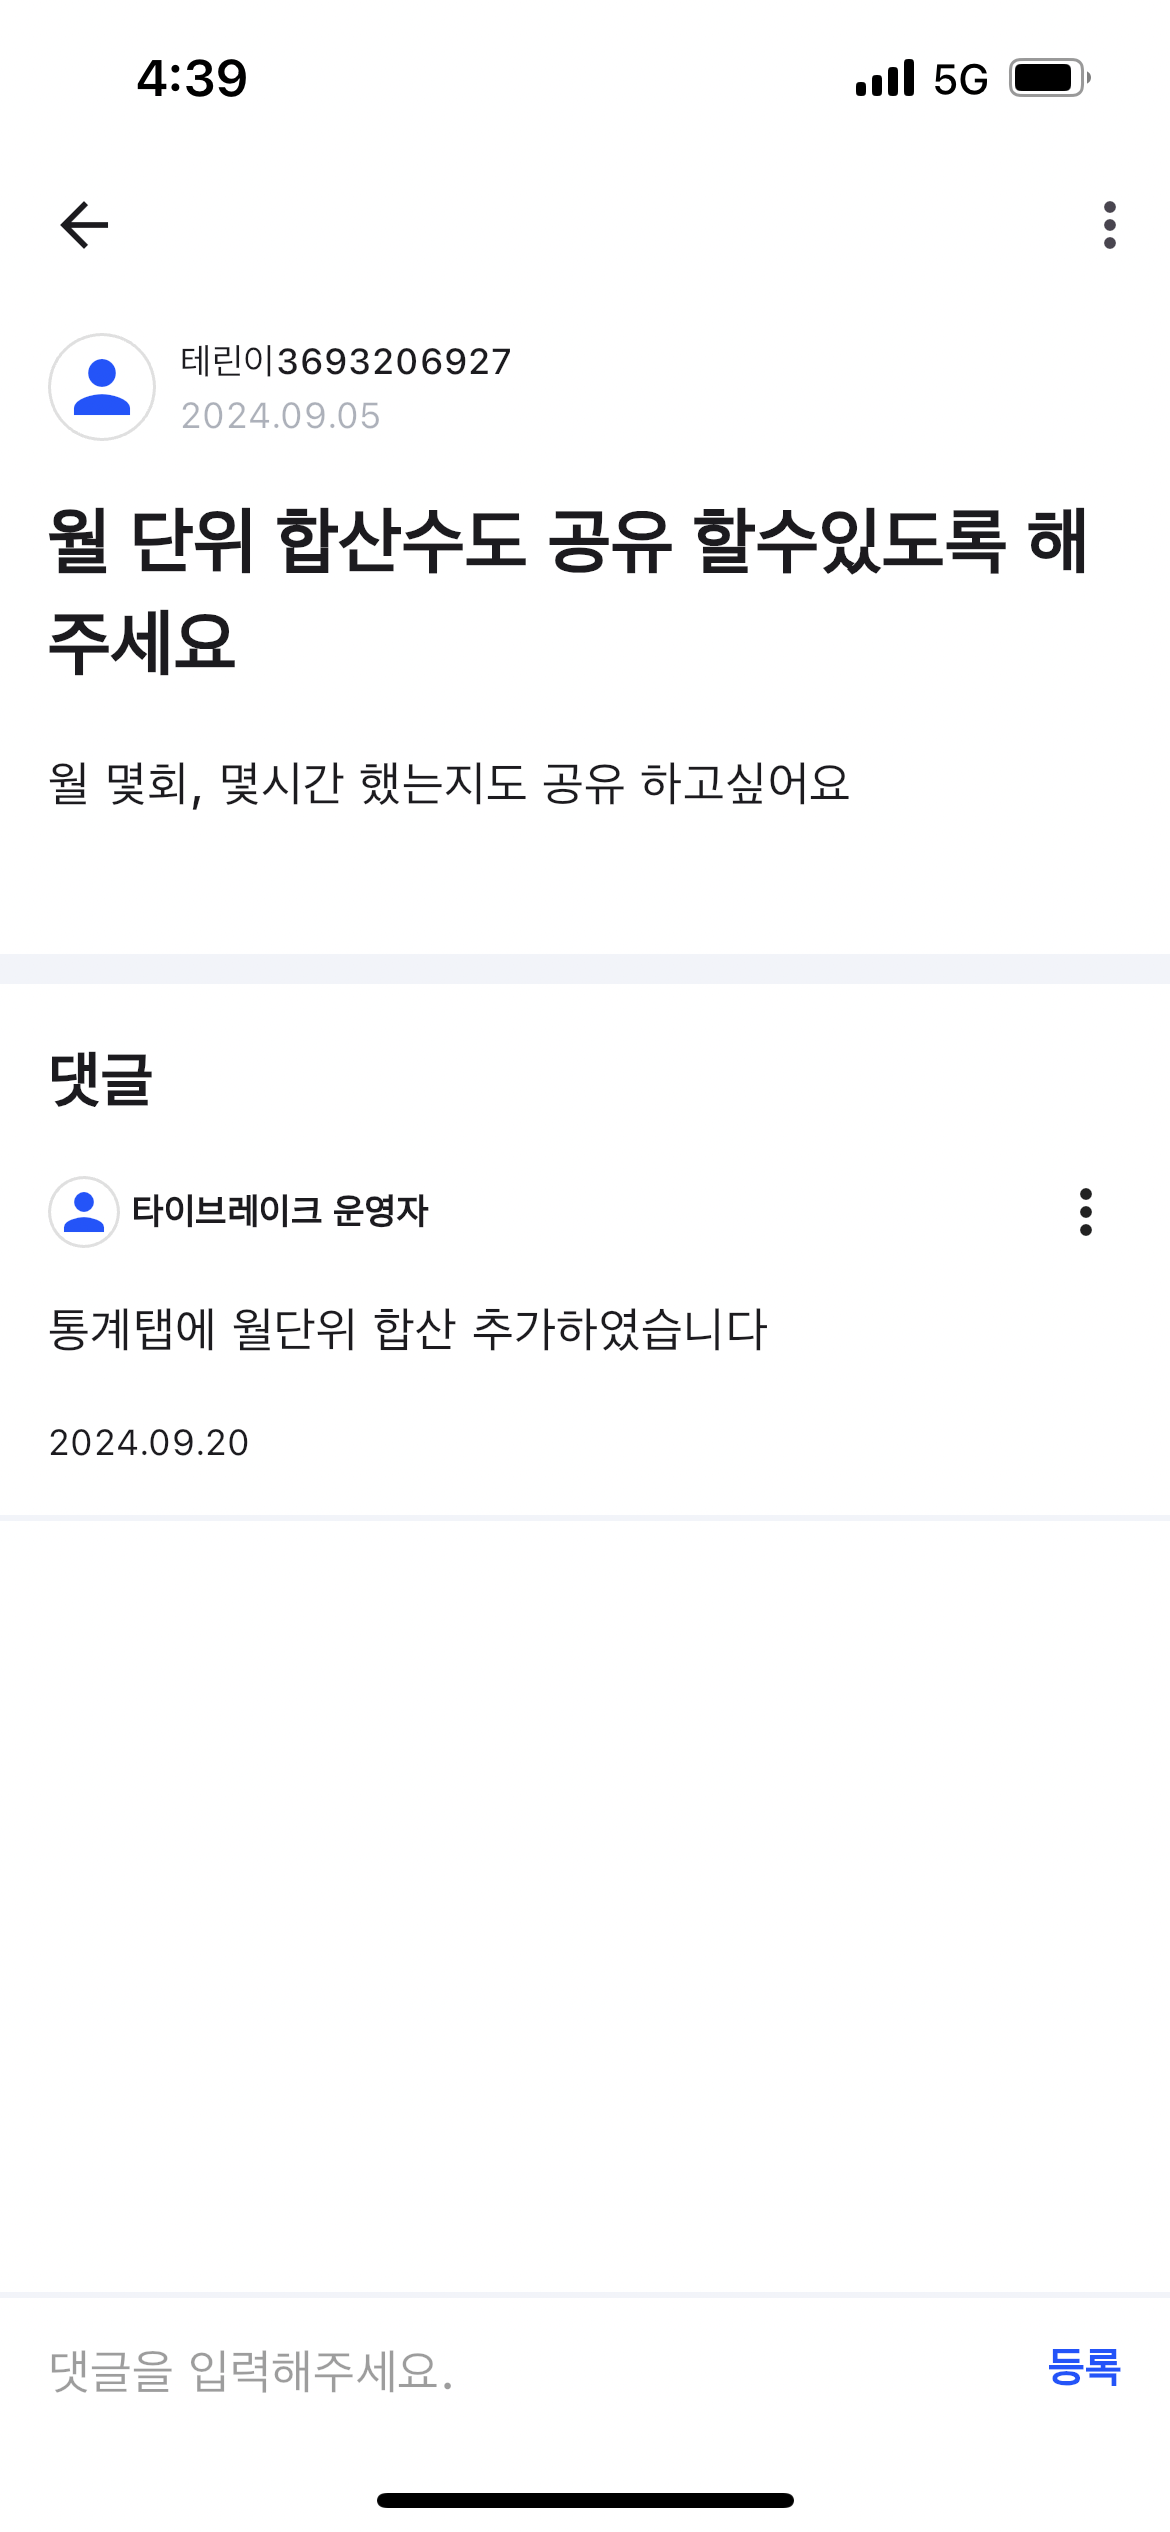 4:39 5G
테린이3693206927
2024.09.05
월 단위 합산수도 공유 할수있도록 해
주세요
월 몇회, 몇시간 했는지도 공유 하고싶어요
댓글
타이브레이크 운영자
통계탭에 월단위 합산 추가하였습니다
2024.09.20
댓글을 입력해주세요. 등록